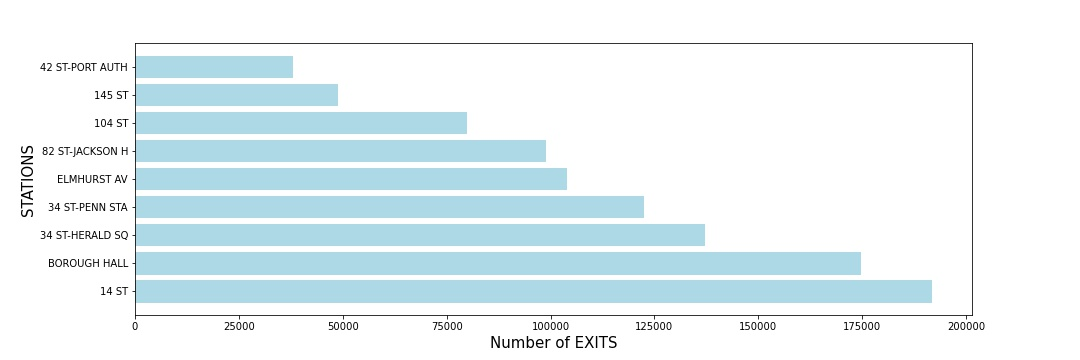 42 ST-PORT AUTH
145 ST
104 ST
82 ST-JACKSON H
ELMHURST AV
34 ST-PENN STA
34 ST-HERALD SQ
BOROUGH HALL
14 ST
STATIONS
0 25000 50000 75000 100000 125000 150000 175000 200000
Number of EXITS